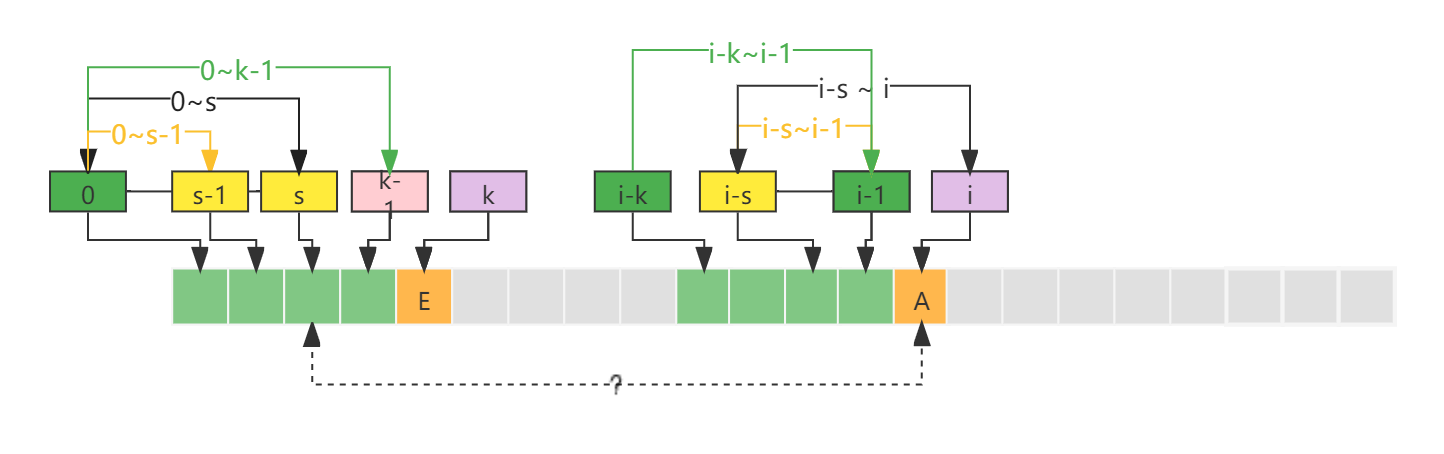 0~k-1
i-k~i-1
0~s
i-s ~ i
0~s-1
i-s~i-1
0
s-1
s
k-
1
k
i-k
i-s
i-1
i
E
A
?